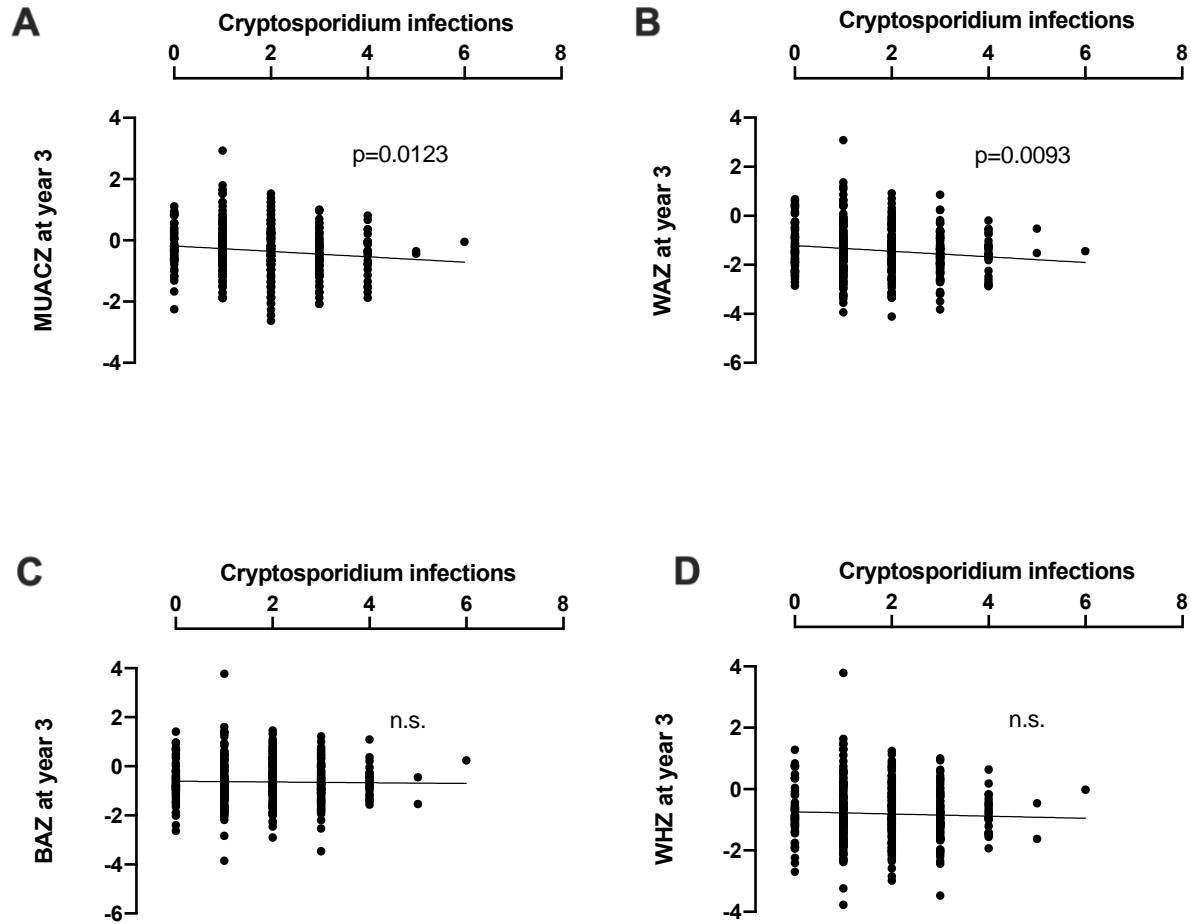 A
Cryptosporidium infections
0 2 4 6 8
MUACZ at year 3
4
2
0
-2
-4
p=0.0123
B
Cryptosporidium infections
0 2 4 6 8
WAZ at year 3
4
2
0
-2
-4
-6
p=0.0093
C
Cryptosporidium infections
0 2 4 6 8
BAZ at year 3
4
2
0
-2
-4
-6
n.s.
D
Cryptosporidium infections
0 2 4 6 8
WHZ at year 3
4
2
0
-2
-4
n.s.